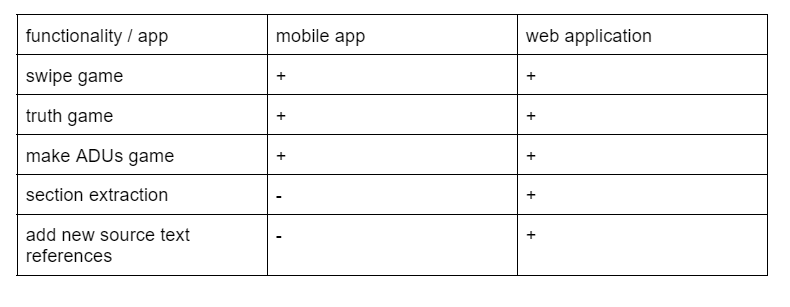 functionality / app mobile app web application
swipe game + +
truth game + +
make ADUs game + +
section extraction - +
add new source text - +
references